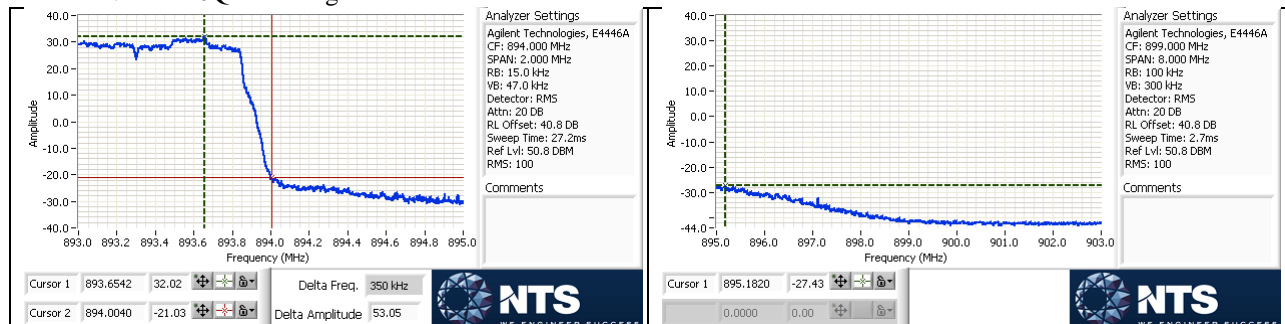 Analyzer Settings
Agilent Technologies, E4446A
CF: 894.000 MHz
SPAN: 2.000 MHz
RB: 15.0 kHz
VB: 47.0 kHz
Detector: RMS
Attn: 20 DB
RL Offset: 40.8 DB
Sweep Time: 27.2ms
Ref Lvl: 50.8 DBM
RMS: 100
Comments
Amplitude
40.0
30.0
20.0
10.0
0.0
-10.0
-20.0
-30.0
-40.0
893.0 893.2 893.4 893.6 893.8 894.0 894.2 894.4 894.6 894.8 895.0
Frequency (MHz)
Cursor 1 893.6542 32.02
Cursor 2 894.0040 -21.03
Delta Freq. 350 kHz
Delta Amplitude 53.05
NTS
WE ENGINEER SUCCESS
Analyzer Settings
Agilent Technologies, E4446A
CF: 899.000 MHz
SPAN: 8.000 MHz
RB: 100 kHz
VB: 300 kHz
Detector: RMS
Attn: 20 DB
RL Offset: 40.8 DB
Sweep Time: 2.7ms
Ref Lvl: 50.8 DBM
RMS: 100
Comments
Amplitude
40.0
30.0
20.0
10.0
0.0
-10.0
-20.0
-30.0
-44.0
895.0 896.0 897.0 898.0 899.0 900.0 901.0 902.0 903.0
Frequency (MHz)
Cursor 1 895.1820 -27.43
0.0000 0.00
NTS
WE ENGINEER SUCCESS